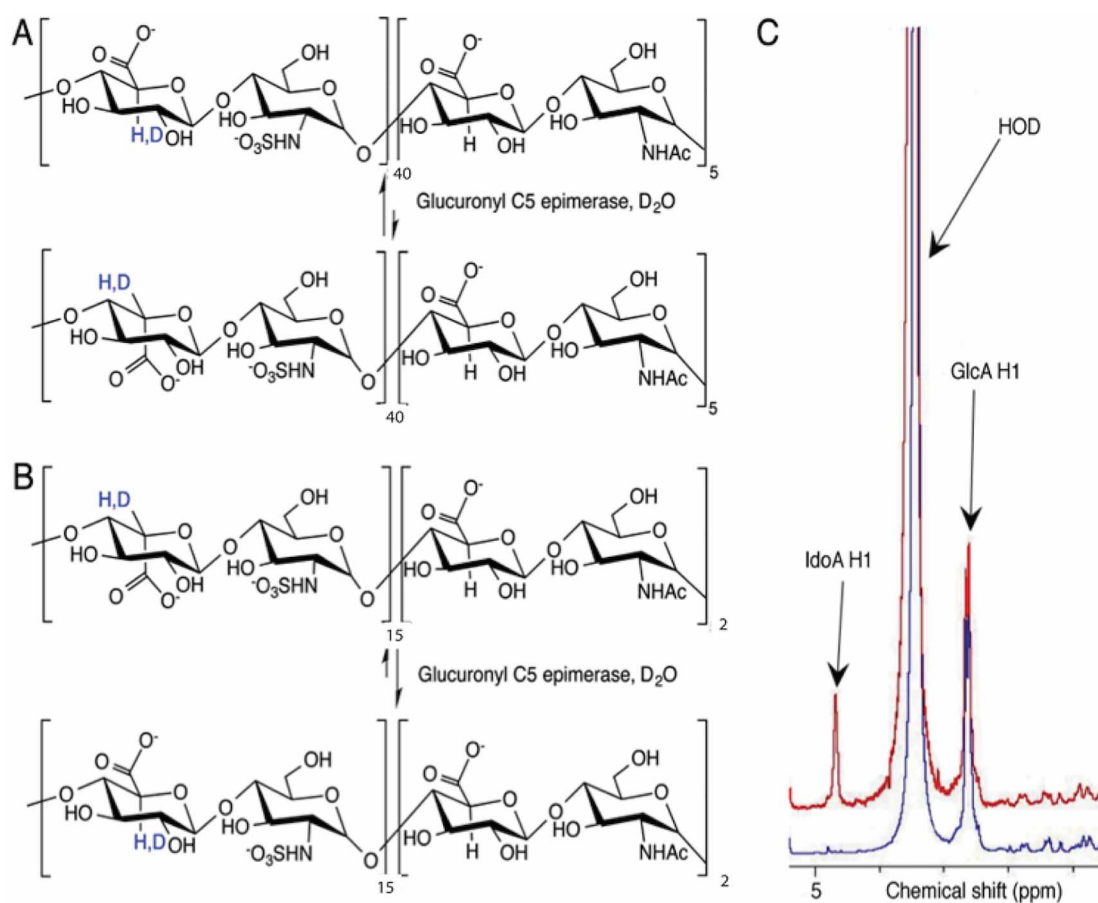 A
O⁻
O
O
O
OH
O
HO
H,D
OH
HO
⁻O3SHN
O
40
O⁻
O
O
HO
H
OH
O
OH
O
HO
NHAc
5
Glucuronyl C5 epimerase, D2O
H,D
O
O
HO
OH
O
O⁻
O
OH
O
HO
⁻O3SHN
O
40
O⁻
O
O
HO
H
OH
O
OH
O
HO
NHAc
5
B
H,D
O
O
HO
OH
O
O⁻
O
OH
O
HO
⁻O3SHN
O
15
O⁻
O
O
HO
H
OH
O
OH
O
HO
NHAc
2
Glucuronyl C5 epimerase, D2O
O⁻
O
O
O
HO
H,D
OH
O
OH
O
HO
⁻O3SHN
O
15
O⁻
O
O
HO
H
OH
O
OH
O
HO
NHAc
2
C
HOD
GlcA H1
IdoA H1
5
Chemical shift (ppm)